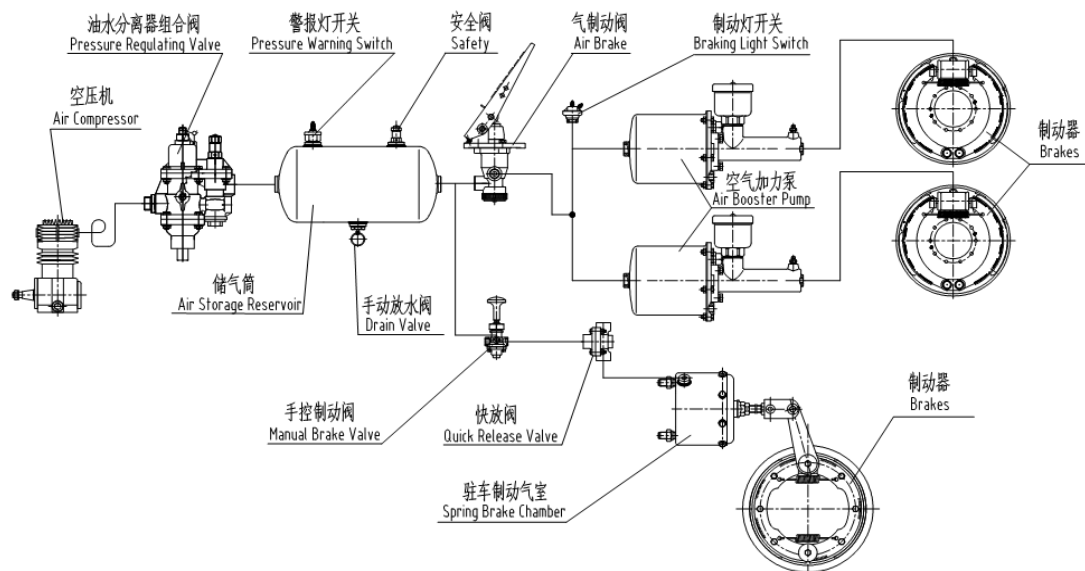 油水分离器组合阀
Pressure Regulating Valve
警报灯开关
Pressure Warning Switch
安全阀
Safety
气制动阀
Air Brake
制动灯开关
Braking Light Switch
空压机
Air Compressor
制动器
Brakes
空气加力泵
Air Booster Pump
储气筒
Air Storage Reservoir
手动放水阀
Drain Valve
手控制动阀
Manual Brake Valve
快放阀
Quick Release Valve
制动器
Brakes
驻车制动气室
Spring Brake Chamber